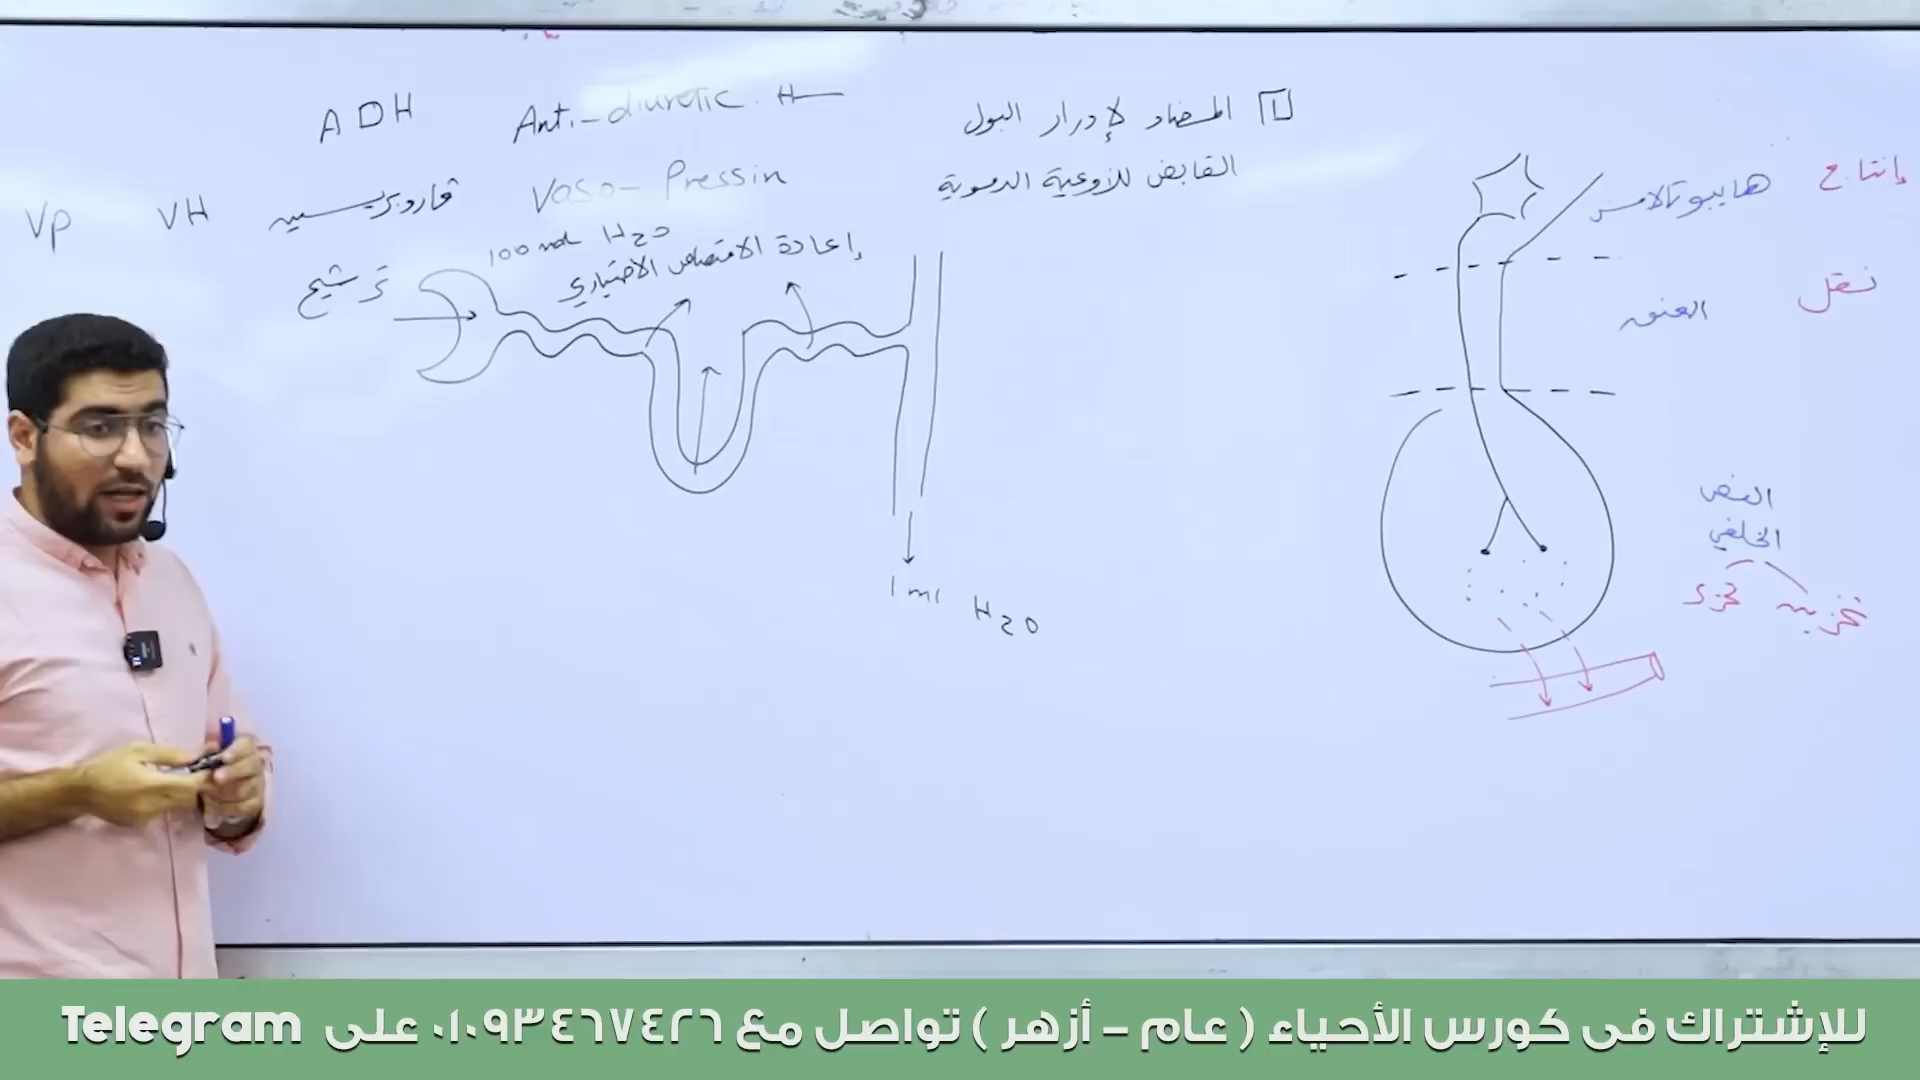 ADH Anti-diuretic. H
1 المضاد لإدرار البول
Vp VH ڤازوبريسين Vaso-Pressin
القابض للأوعية الدموية
100 ml H2O
إعادة الامتصاص الاختياري
ترشيح
1 ml H2O
إنتاج هايبوثالامس
نقل العنق
الفص
الخلفي
تخزين
للإشتراك فى كورس الأحياء ( عام - أزهر ) تواصل مع ٠١٠٩٣٤٦٧٤٢٦ على Telegram